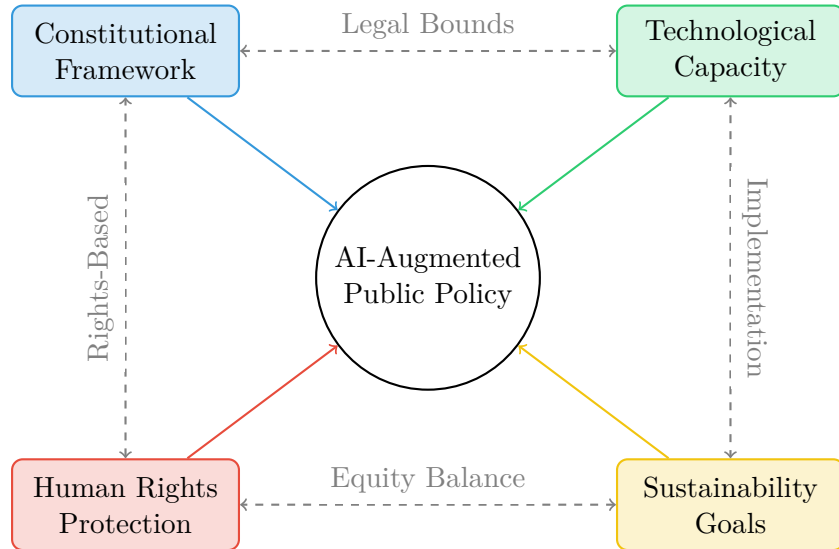 Constitutional
Framework
Legal Bounds
Technological
Capacity
Rights-Based
AI-Augmented
Public Policy
Implementation
Human Rights
Protection
Equity Balance
Sustainability
Goals